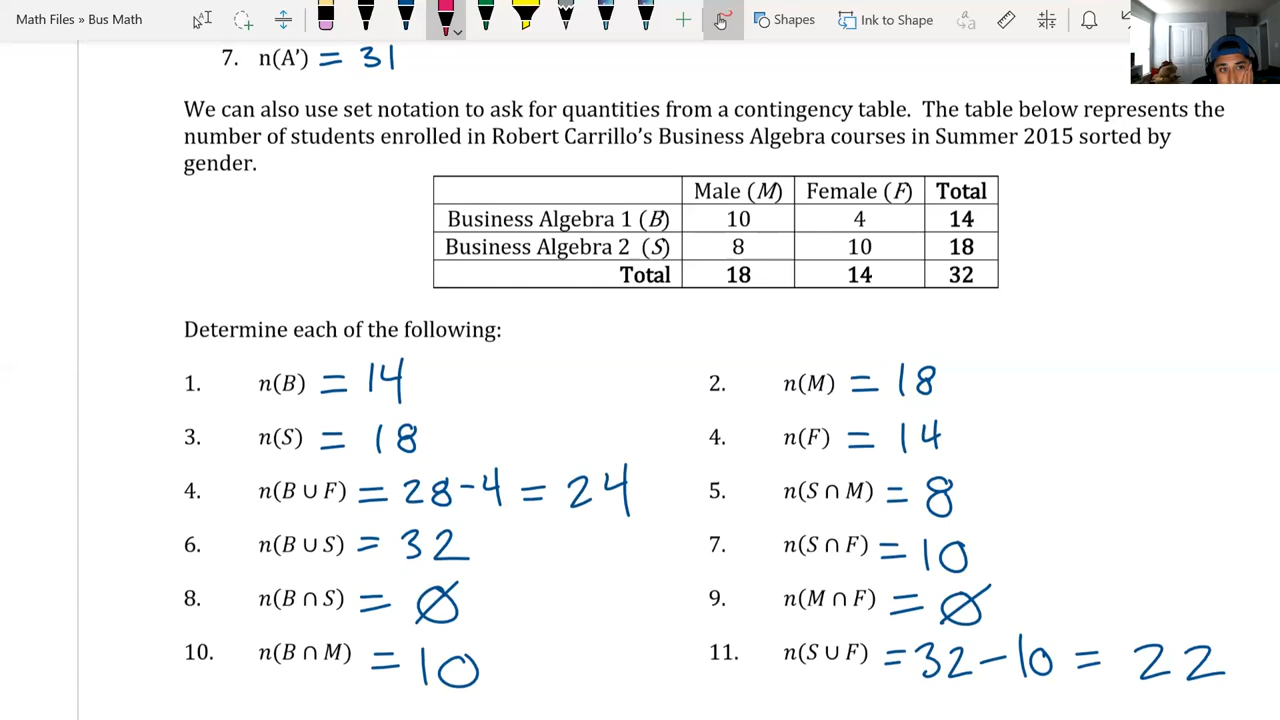 Math Files » Bus Math
Shapes
Ink to Shape
7. n(A') = 31
We can also use set notation to ask for quantities from a contingency table. The table below represents the
number of students enrolled in Robert Carrillo's Business Algebra courses in Summer 2015 sorted by
gender.
Male (M) Female (F) Total
Business Algebra 1 (B) 10 4 14
Business Algebra 2 (S) 8 10 18
Total 18 14 32
Determine each of the following:
1. n(B) = 14
2. n(M) = 18
3. n(S) = 18
4. n(F) = 14
4. n(B ∪ F) = 28-4 = 24
5. n(S ∩ M) = 8
6. n(B ∪ S) = 32
7. n(S ∩ F) = 10
8. n(B ∩ S) = ∅
9. n(M ∩ F) = ∅
10. n(B ∩ M) = 10
11. n(S ∪ F) = 32-10 = 22